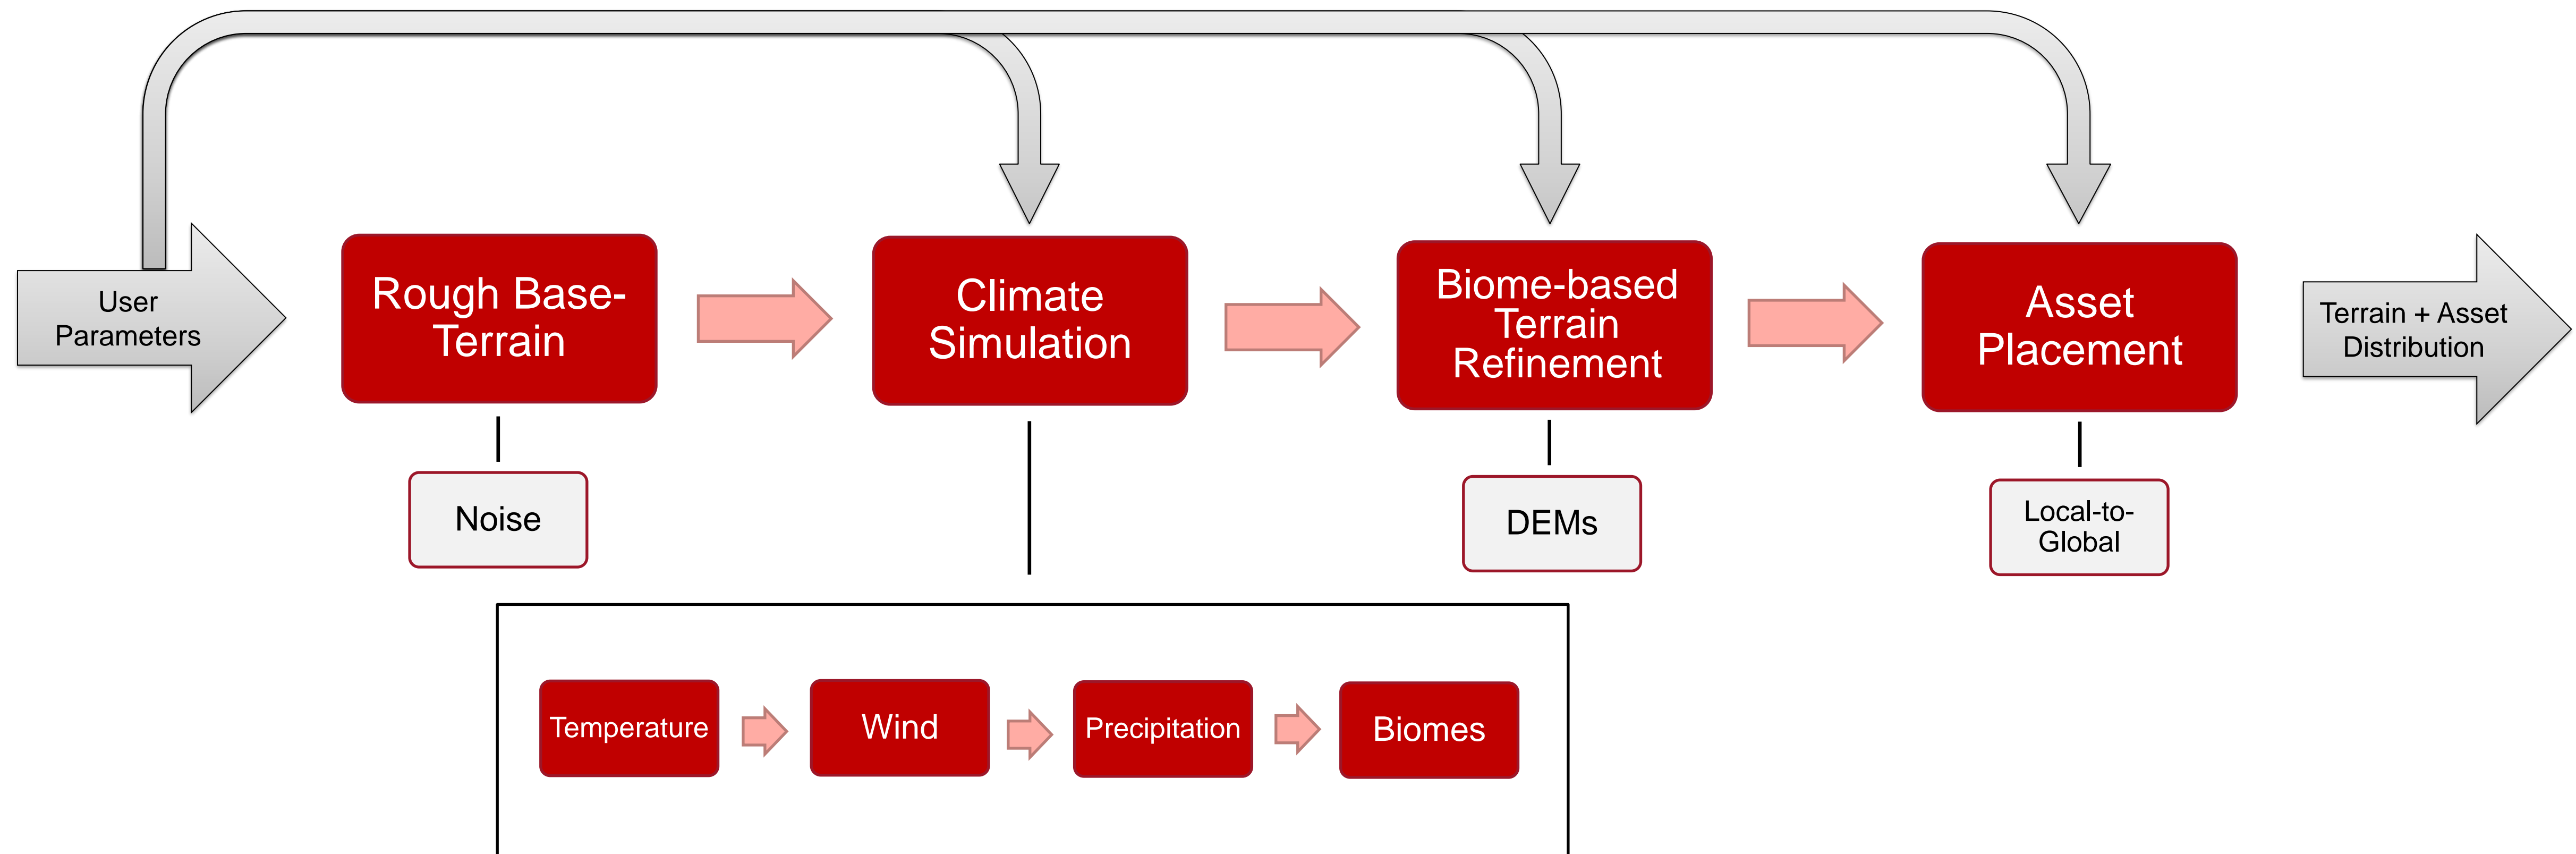 User
Parameters
Rough Base-
Terrain
Climate
Simulation
Biome-based
Terrain
Refinement
Asset
Placement
Terrain + Asset
Distribution
Noise
DEMs
Local-to-
Global
Temperature
Wind
Precipitation
Biomes